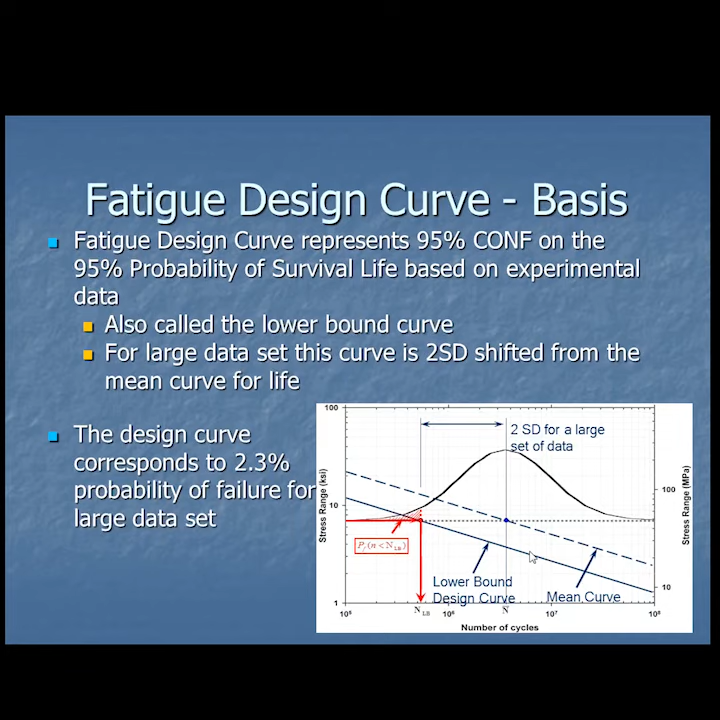 Fatigue Design Curve - Basis
Fatigue Design Curve represents 95% CONF on the
95% Probability of Survival Life based on experimental
data
Also called the lower bound curve
For large data set this curve is 2SD shifted from the
mean curve for life
The design curve
corresponds to 2.3%
probability of failure for
large data set
100
10
1
Stress Range (ksi)
2 SD for a large
set of data
100
10
Stress Range (MPa)
P_f (n < N_LB)
Lower Bound
Design Curve
Mean Curve
10⁵
N_LB
10⁶
N̄
10⁷
10⁸
Number of cycles